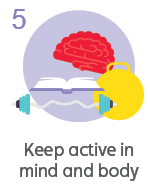 5
Keep active in
mind and body